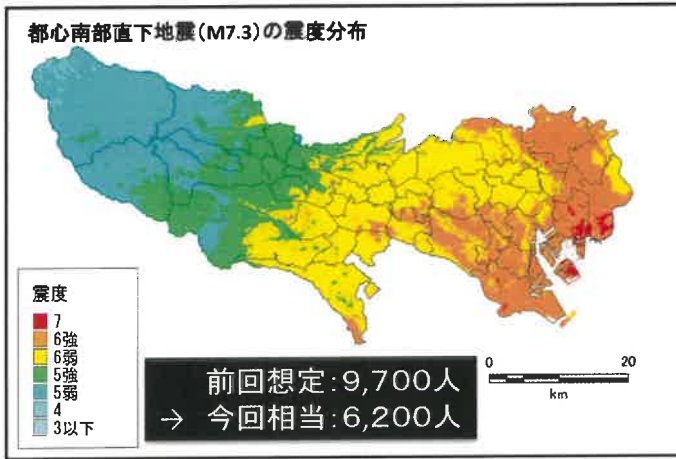 都心南部直下地震（M7.3）の震度分布
震度
7
6強
6弱
5強
5弱
4
3以下
前回想定：9,700人
→ 今回相当：6,200人
0 20
km